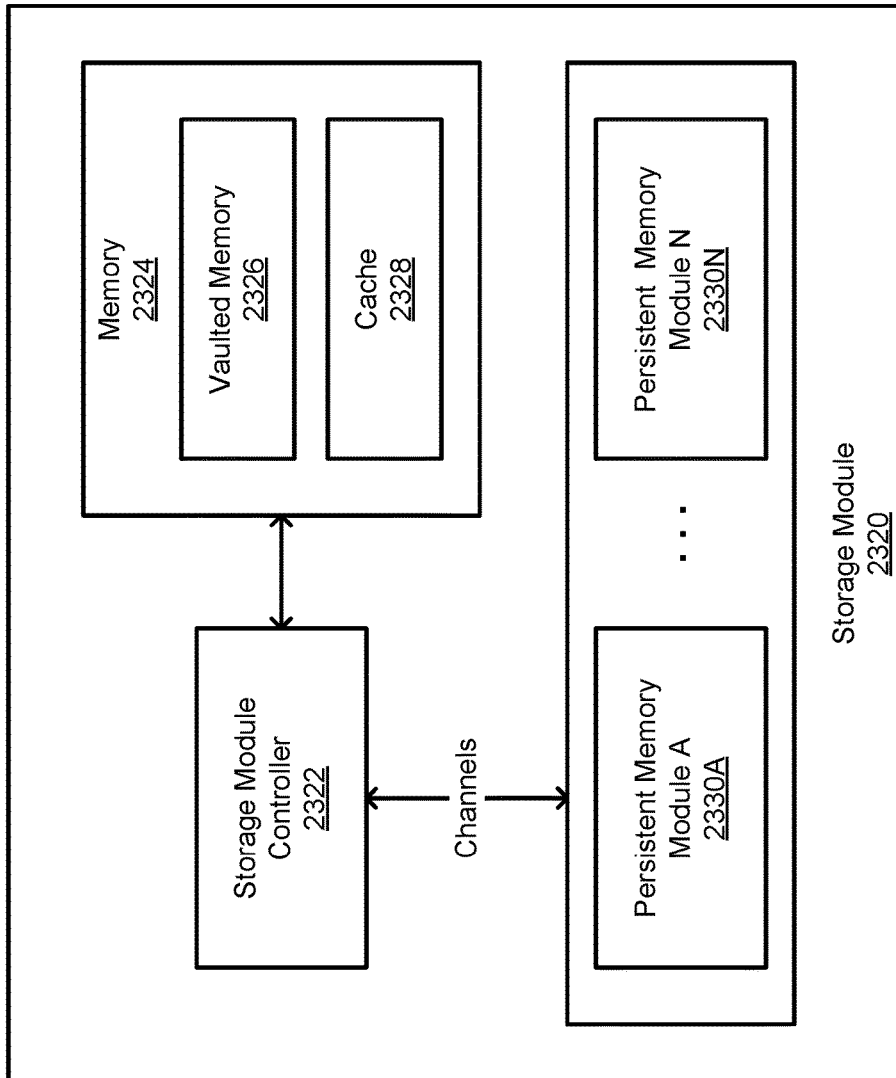 Storage Module
Controller
2322
Memory
2324
Vaulted Memory
2326
Cache
2328
Channels
Persistent Memory
Module A
2330A
. . .
Persistent Memory
Module N
2330N
Storage Module
2320